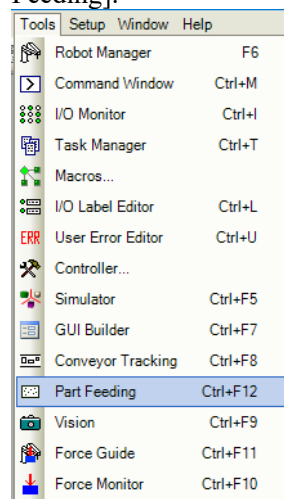 Feeding].
Tools Setup Window Help
Robot Manager F6
Command Window Ctrl+M
I/O Monitor Ctrl+I
Task Manager Ctrl+T
Macros...
I/O Label Editor Ctrl+L
ERR User Error Editor Ctrl+U
Controller...
Simulator Ctrl+F5
GUI Builder Ctrl+F7
Conveyor Tracking Ctrl+F8
Part Feeding Ctrl+F12
Vision Ctrl+F9
Force Guide Ctrl+F11
Force Monitor Ctrl+F10